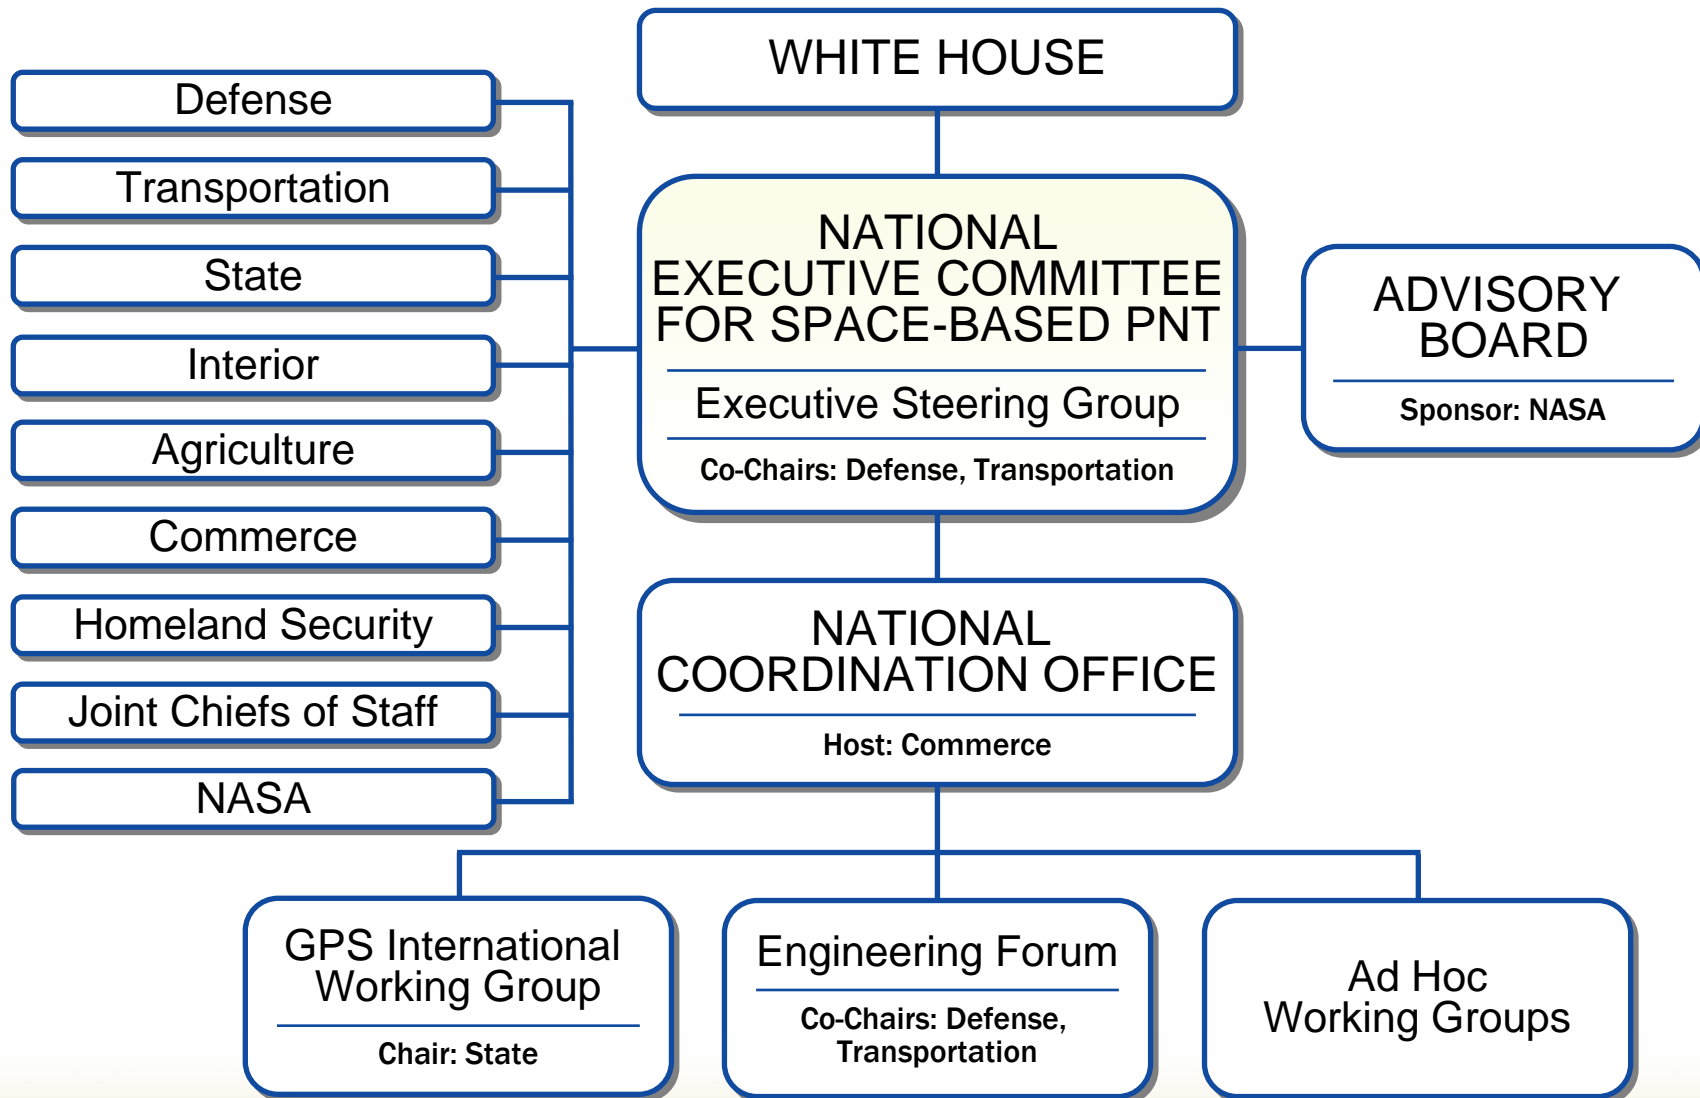 WHITE HOUSE
Defense
Transportation
State
Interior
Agriculture
Commerce
Homeland Security
Joint Chiefs of Staff
NASA
NATIONAL
EXECUTIVE COMMITTEE
FOR SPACE-BASED PNT
Executive Steering Group
Co-Chairs: Defense, Transportation
ADVISORY
BOARD
Sponsor: NASA
NATIONAL
COORDINATION OFFICE
Host: Commerce
GPS International
Working Group
Chair: State
Engineering Forum
Co-Chairs: Defense,
Transportation
Ad Hoc
Working Groups